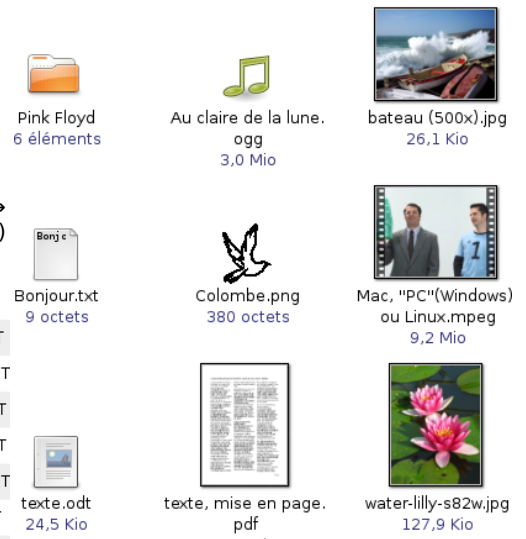 Pink Floyd
6 éléments
Au claire de la lune.
ogg
3,0 Mio
bateau (500x).jpg
26,1 Kio
)
Bonj c
Bonjour.txt
9 octets
Colombe.png
380 octets
1
Mac, "PC"(Windows)
ou Linux.mpeg
9,2 Mio
T
T
T
T
T
texte.odt
24,5 Kio
texte, mise en page.
pdf
water-lilly-s82w.jpg
127,9 Kio